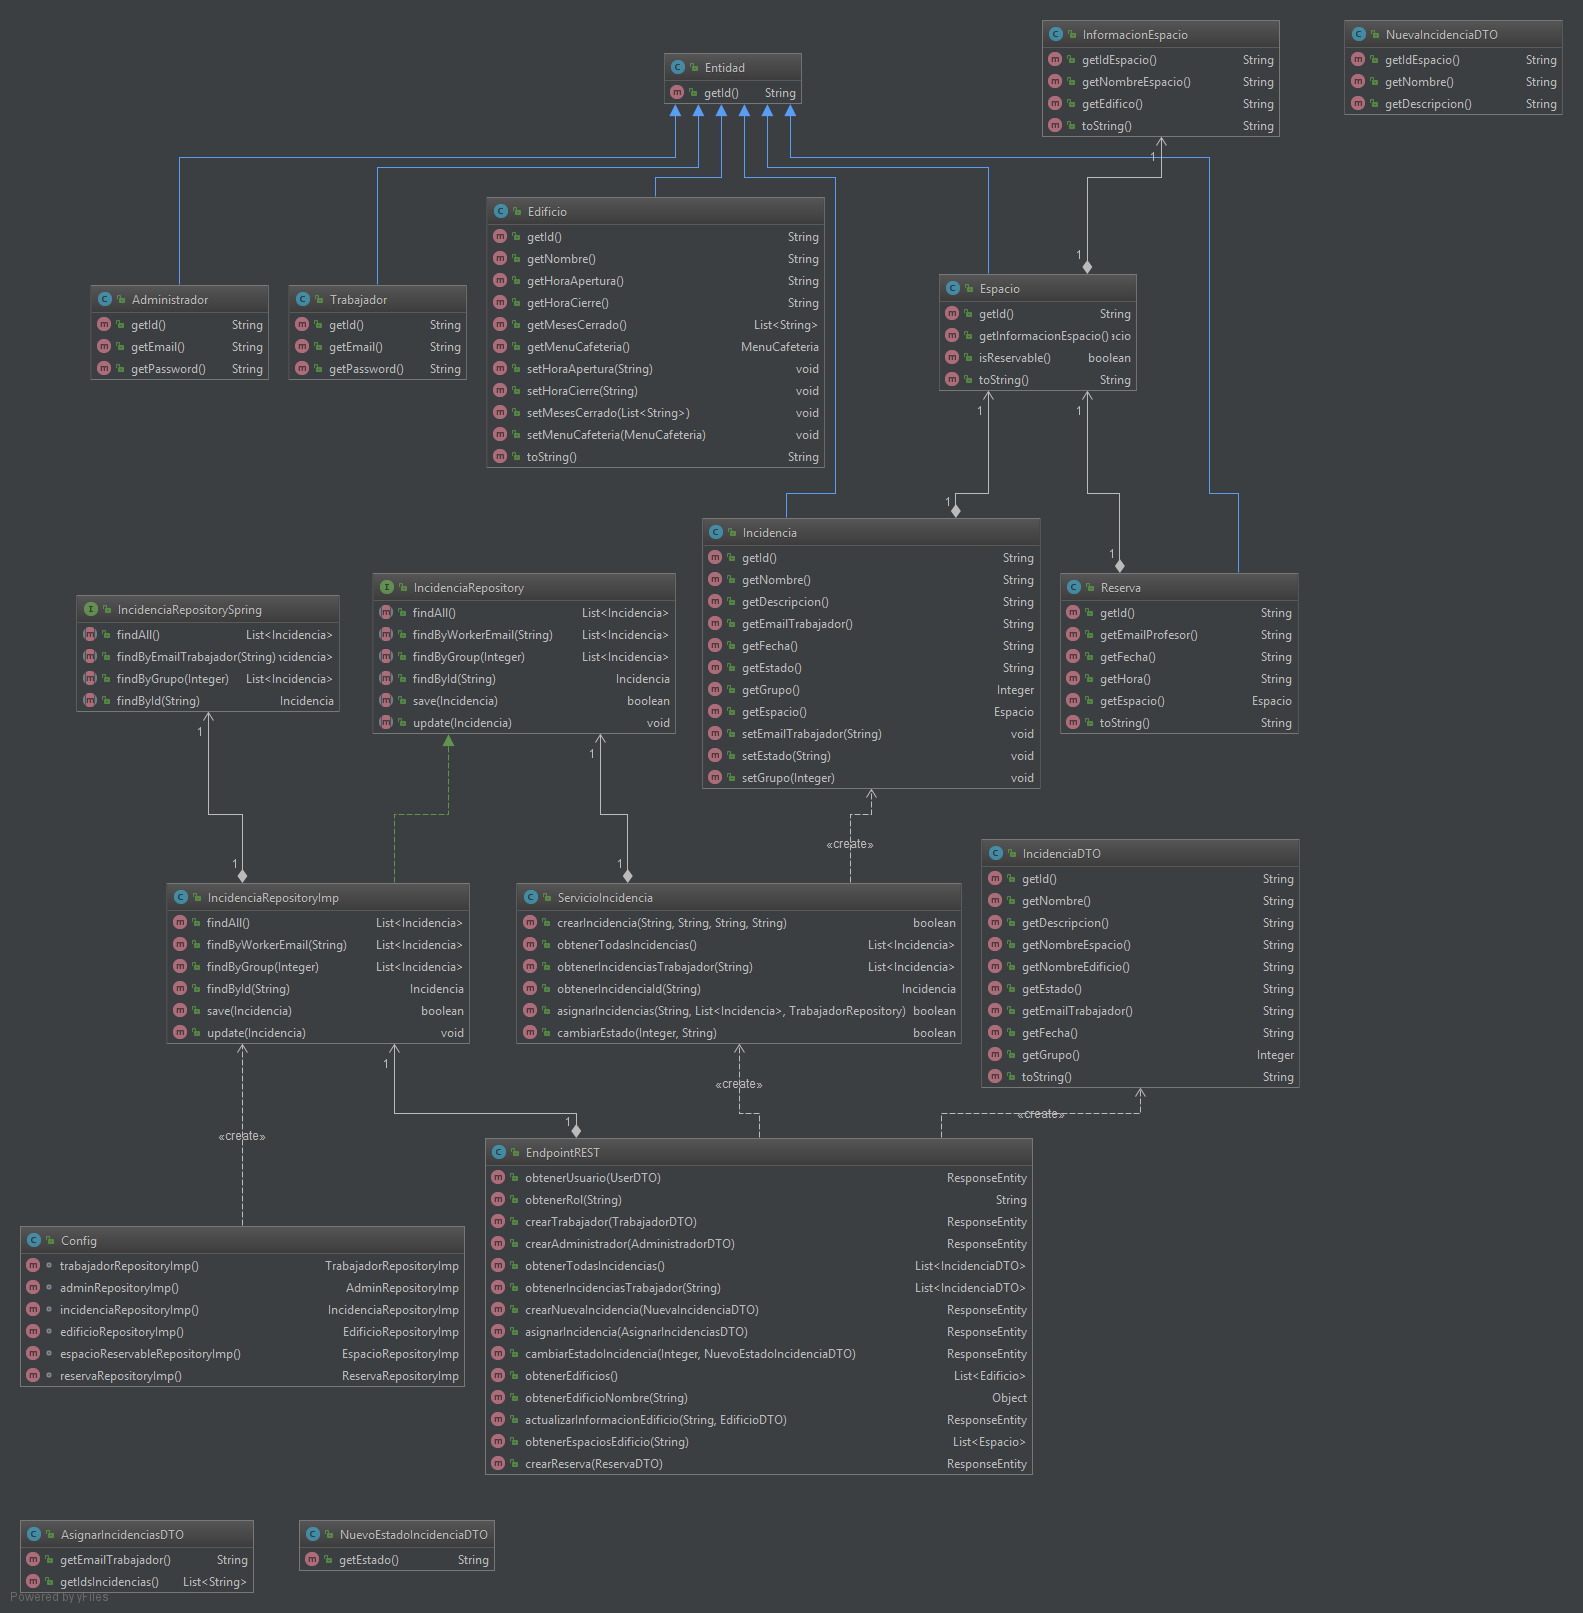 Entidad
getId() String
InformacionEspacio
getIdEspacio() String
getNombreEspacio() String
getEdifico() String
toString() String
NuevaIncidenciaDTO
getIdEspacio() String
getNombre() String
getDescripcion() String
1
1
Edificio
getId() String
getNombre() String
getHoraApertura() String
getHoraCierre() String
getMesesCerrado() List<String>
getMenuCafeteria() MenuCafeteria
setHoraApertura(String) void
setHoraCierre(String) void
setMesesCerrado(List<String>) void
setMenuCafeteria(MenuCafeteria) void
toString() String
Administrador
getId() String
getEmail() String
getPassword() String
Trabajador
getId() String
getEmail() String
getPassword() String
Espacio
getId() String
getInformacionEspacio() :cio
isReservable() boolean
toString() String
1
1
1
1
Incidencia
getId() String
getNombre() String
getDescripcion() String
getEmailTrabajador() String
getFecha() String
getEstado() String
getGrupo() Integer
getEspacio() Espacio
setEmailTrabajador(String) void
setEstado(String) void
setGrupo(Integer) void
Reserva
getId() String
getEmailProfesor() String
getFecha() String
getHora() String
getEspacio() Espacio
toString() String
IncidenciaRepositorySpring
findAll() List<Incidencia>
findByEmailTrabajador(String) ncidencia>
findByGrupo(Integer) List<Incidencia>
findById(String) Incidencia
IncidenciaRepository
findAll() List<Incidencia>
findByWorkerEmail(String) List<Incidencia>
findByGroup(Integer) List<Incidencia>
findById(String) Incidencia
save(Incidencia) boolean
update(Incidencia) void
1
1
1
1
«create»
IncidenciaRepositoryImp
findAll() List<Incidencia>
findByWorkerEmail(String) List<Incidencia>
findByGroup(Integer) List<Incidencia>
findById(String) Incidencia
save(Incidencia) boolean
update(Incidencia) void
ServicioIncidencia
crearIncidencia(String, String, String, String) boolean
obtenerTodasIncidencias() List<Incidencia>
obtenerIncidenciasTrabajador(String) List<Incidencia>
obtenerIncidenciaId(String) Incidencia
asignarIncidencias(String, List<Incidencia>, TrabajadorRepository) boolean
cambiarEstado(Integer, String) boolean
IncidenciaDTO
getId() String
getNombre() String
getDescripcion() String
getNombreEspacio() String
getNombreEdificio() String
getEstado() String
getEmailTrabajador() String
getFecha() String
getGrupo() Integer
toString() String
1
1
«create»
«create»
«create»
EndpointREST
obtenerUsuario(UserDTO) ResponseEntity
obtenerRol(String) String
crearTrabajador(TrabajadorDTO) ResponseEntity
crearAdministrador(AdministradorDTO) ResponseEntity
obtenerTodasIncidencias() List<IncidenciaDTO>
obtenerIncidenciasTrabajador(String) List<IncidenciaDTO>
crearNuevaIncidencia(NuevaIncidenciaDTO) ResponseEntity
asignarIncidencia(AsignarIncidenciasDTO) ResponseEntity
cambiarEstadoIncidencia(Integer, NuevoEstadoIncidenciaDTO) ResponseEntity
obtenerEdificios() List<Edificio>
obtenerEdificioNombre(String) Object
actualizarInformacionEdificio(String, EdificioDTO) ResponseEntity
obtenerEspaciosEdificio(String) List<Espacio>
crearReserva(ReservaDTO) ResponseEntity
Config
trabajadorRepositoryImp() TrabajadorRepositoryImp
adminRepositoryImp() AdminRepositoryImp
incidenciaRepositoryImp() IncidenciaRepositoryImp
edificioRepositoryImp() EdificioRepositoryImp
espacioReservableRepositoryImp() EspacioRepositoryImp
reservaRepositoryImp() ReservaRepositoryImp
AsignarIncidenciasDTO
getEmailTrabajador() String
getIdsIncidencias() List<String>
NuevoEstadoIncidenciaDTO
getEstado() String
Powered by yFiles